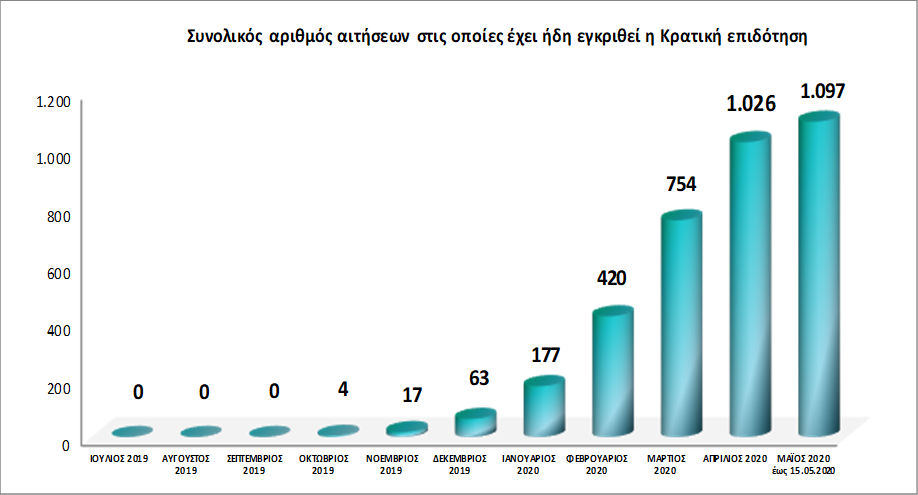 Συνολικός αριθμός αιτήσεων στις οποίες έχει ήδη εγκριθεί η Κρατική επιδότηση
1.200
1.000
800
600
400
200
0
0
0
0
4
17
63
177
420
754
1.026
1.097
ΙΟΥΛΙΟΣ 2019
ΑΥΓΟΥΣΤΟΣ
2019
ΣΕΠΤΕΜΒΡΙΟΣ
2019
ΟΚΤΩΒΡΙΟΣ
2019
ΝΟΕΜΒΡΙΟΣ
2019
ΔΕΚΕΜΒΡΙΟΣ
2019
ΙΑΝΟΥΑΡΙΟΣ
2020
ΦΕΒΡΟΥΑΡΙΟΣ
2020
ΜΑΡΤΙΟΣ
2020
ΑΠΡΙΛΙΟΣ 2020
ΜΑΪΟΣ 2020
έως 15.05.2020